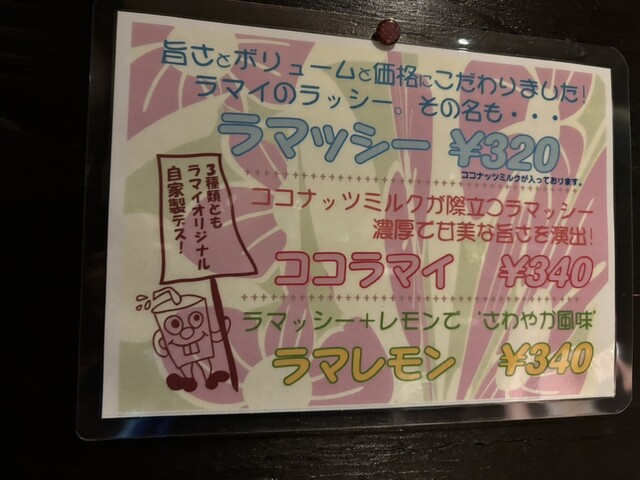 旨さとボリュームと価格にこだわりました!
ラマイのラッシー。その名も・・・
ラマッシー ¥320
ココナッツミルクが入っております。
ココナッツミルクが際立つラマッシー
濃厚で甘美な旨さを演出!
ココラマイ ¥340
ラマッシー+レモンで "さわやか風味"
ラマレモン ¥340
3種類とも
ラマイオリジナル
自家製デス!